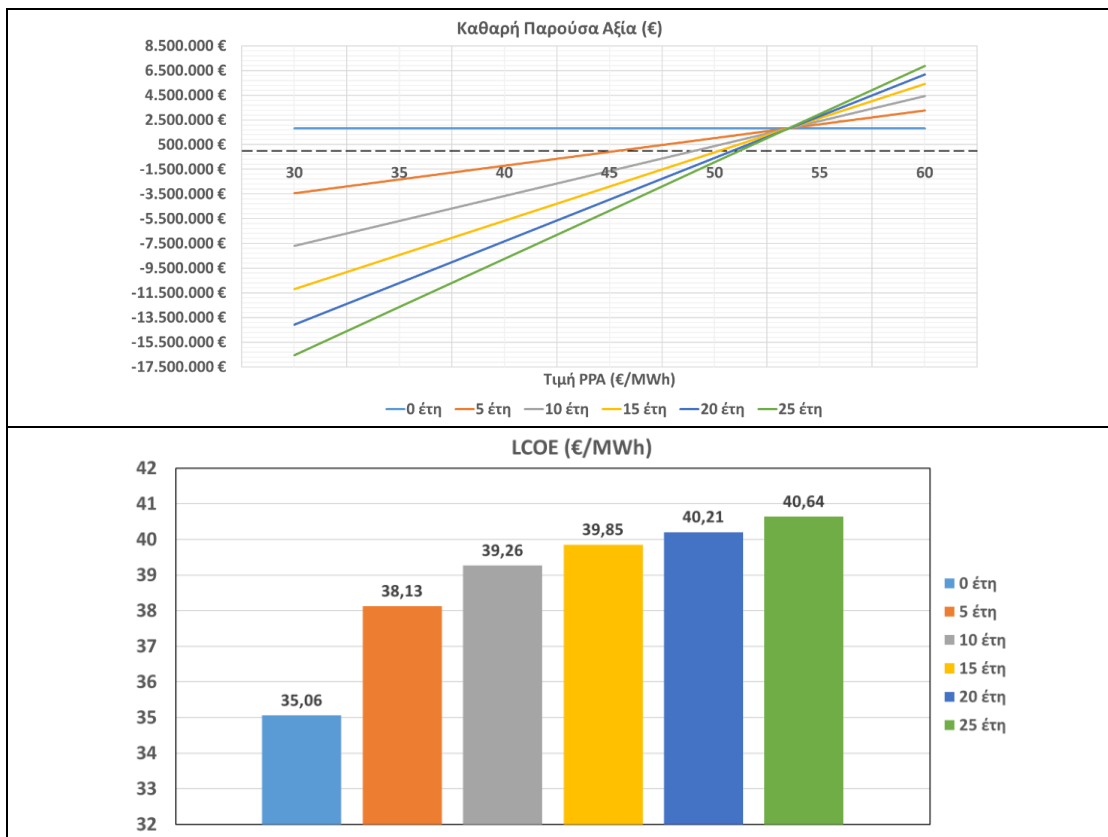 Καθαρή Παρούσα Αξία (€)
8.500.000 €
6.500.000 €
4.500.000 €
2.500.000 €
500.000 €
-1.500.000 €
-3.500.000 €
-5.500.000 €
-7.500.000 €
-9.500.000 €
-11.500.000 €
-13.500.000 €
-15.500.000 €
-17.500.000 €
30 35 40 45 50 55 60
Τιμή PPA (€/MWh)
0 έτη 5 έτη 10 έτη 15 έτη 20 έτη 25 έτη
LCOE (€/MWh)
42
41
40
39
38
37
36
35
34
33
32
35,06 38,13 39,26 39,85 40,21 40,64
0 έτη
5 έτη
10 έτη
15 έτη
20 έτη
25 έτη